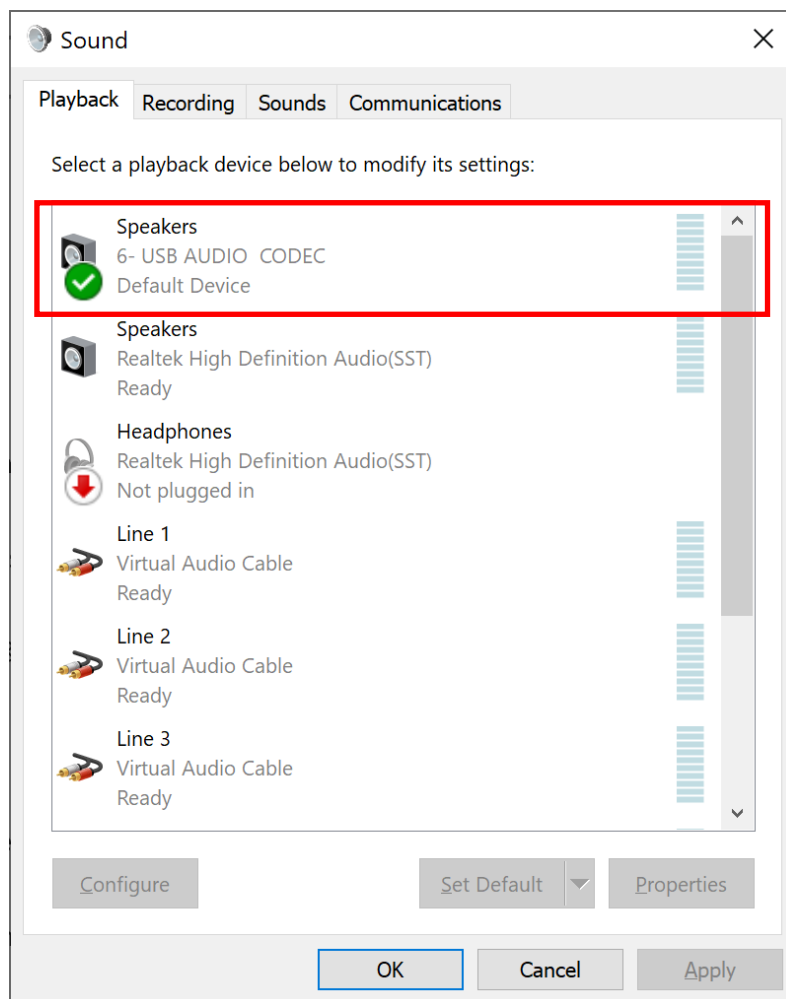 Sound
Playback Recording Sounds Communications
Select a playback device below to modify its settings:
Speakers
6- USB AUDIO  CODEC
Default Device
Speakers
Realtek High Definition Audio(SST)
Ready
Headphones
Realtek High Definition Audio(SST)
Not plugged in
Line 1
Virtual Audio Cable
Ready
Line 2
Virtual Audio Cable
Ready
Line 3
Virtual Audio Cable
Ready
Configure Set Default Properties
OK Cancel Apply